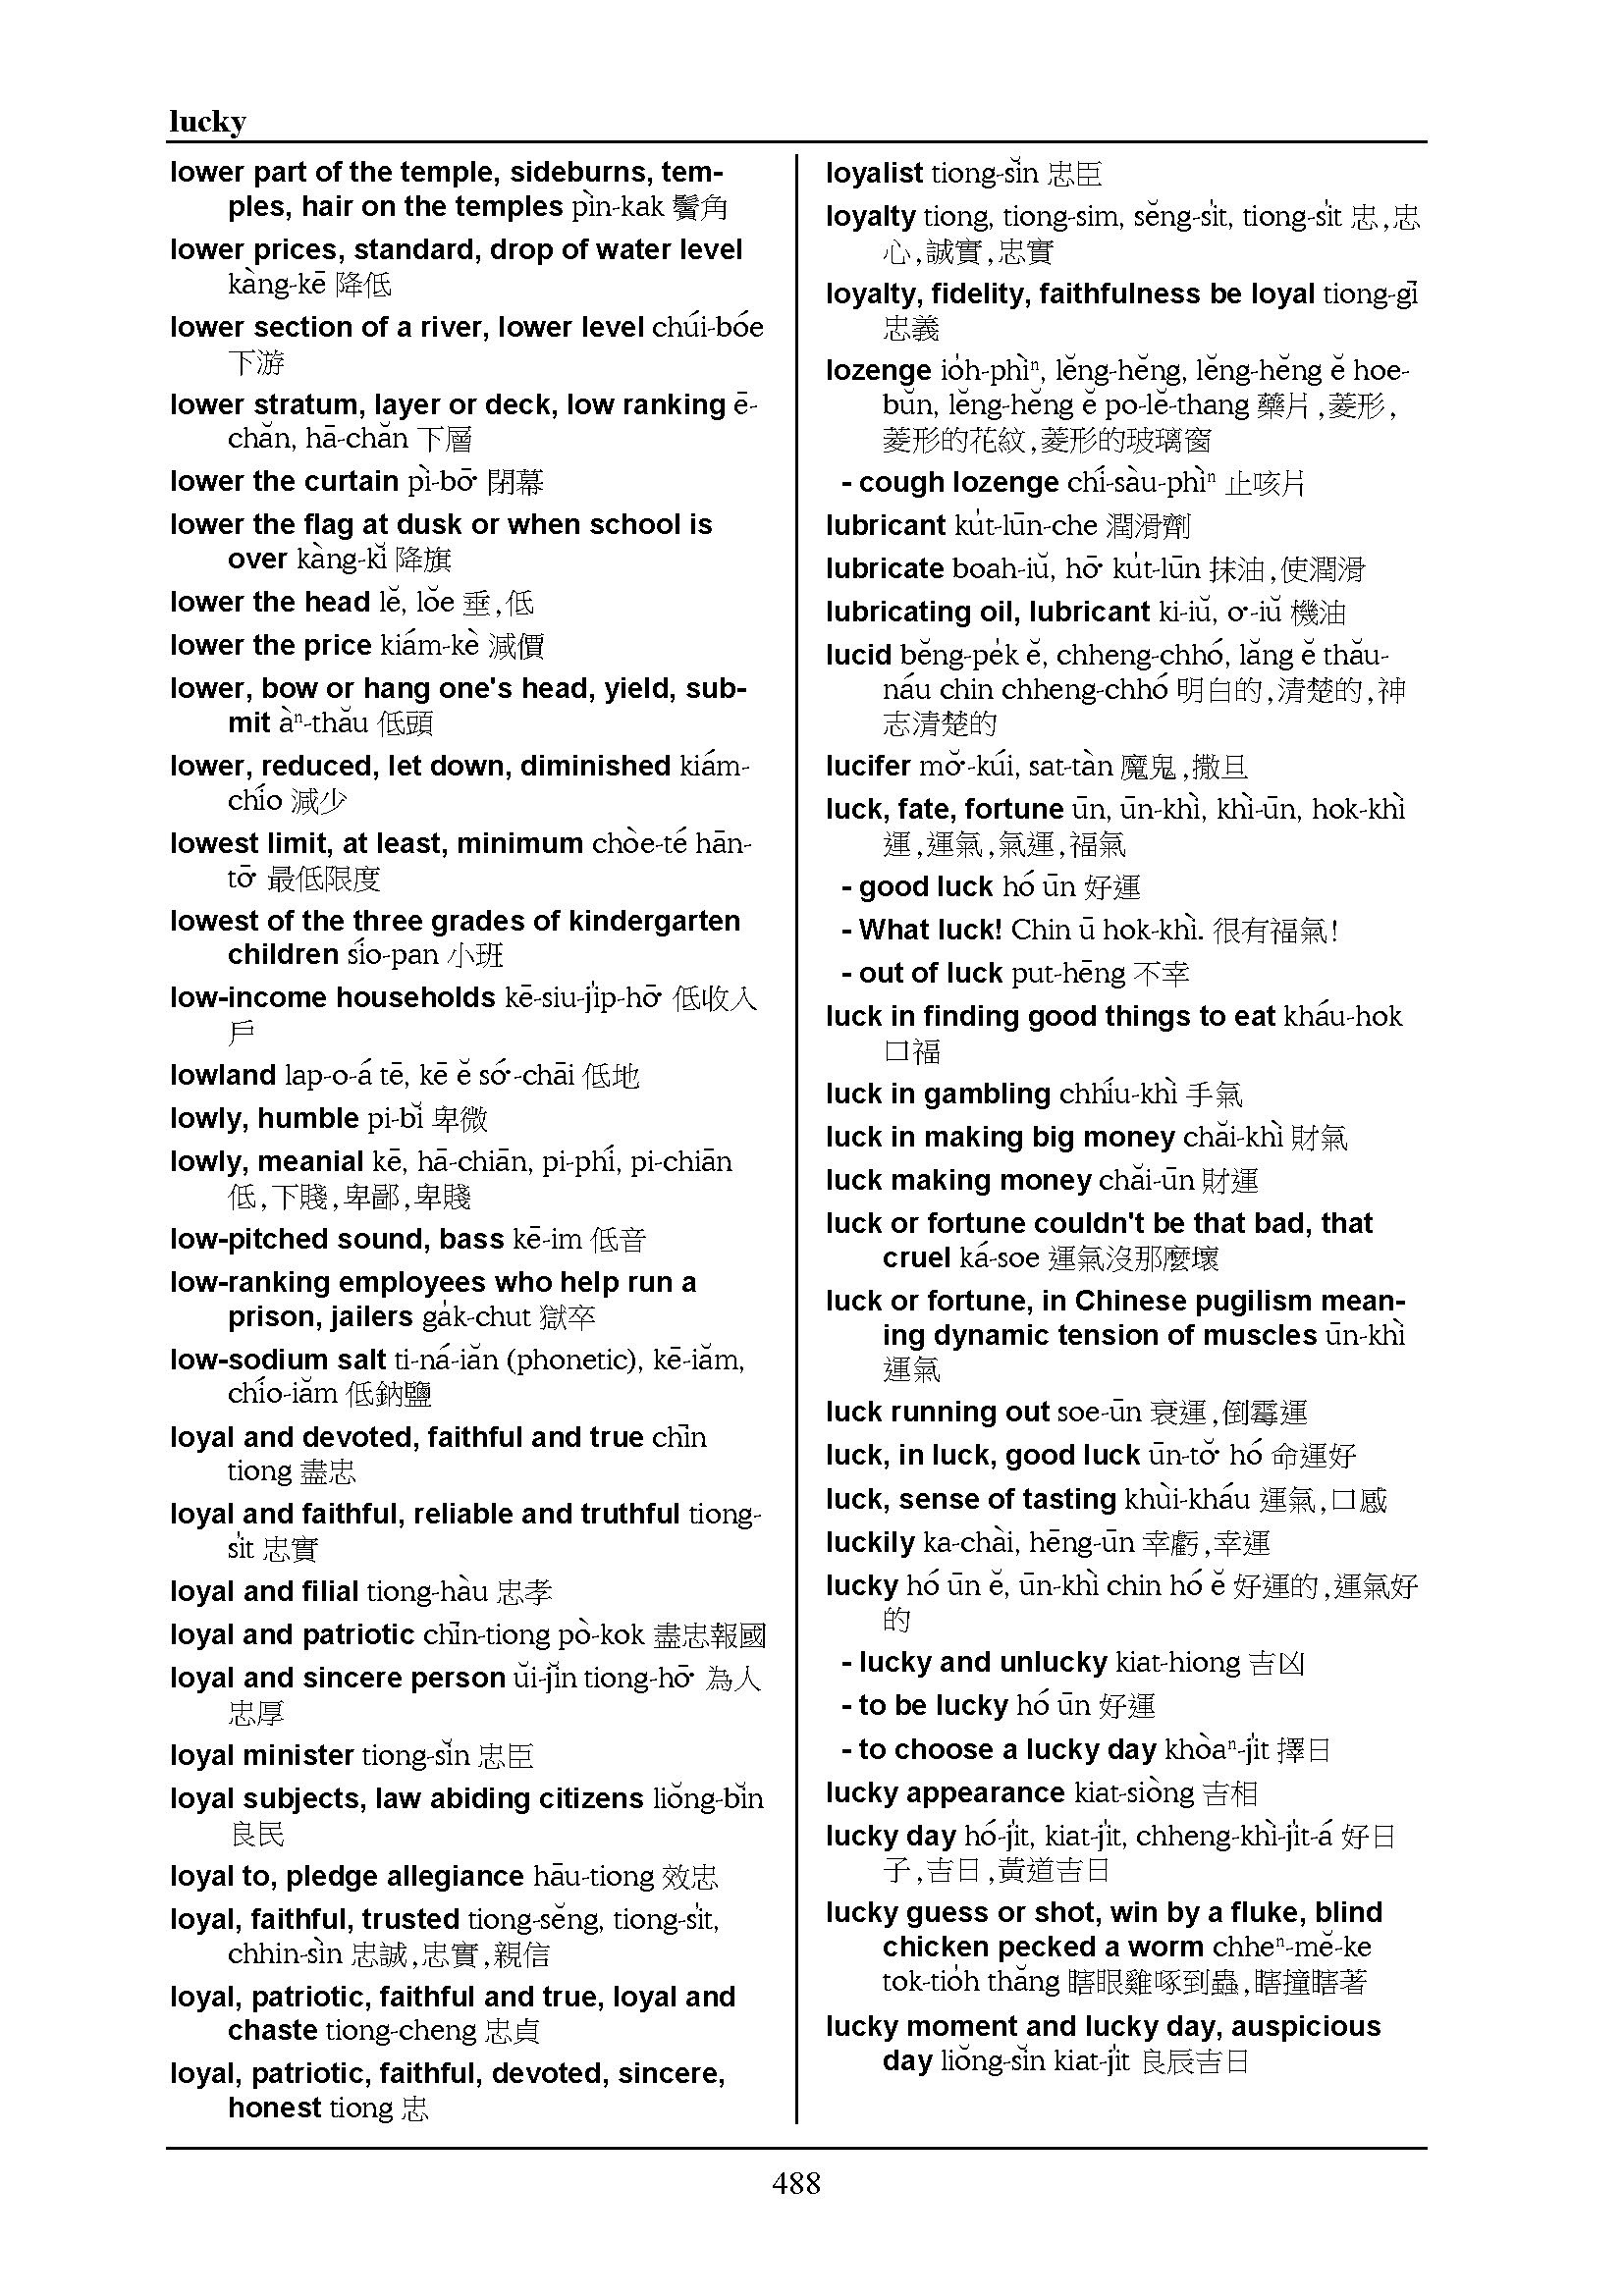 lucky
lower part of the temple, sideburns, tem-
ples, hair on the temples pìn-kak 鬢角
lower prices, standard, drop of water level
kàng-kē 降低
lower section of a river, lower level chúi-bóe
下游
lower stratum, layer or deck, low ranking ē-
chăn, hā-chăn 下層
lower the curtain pì-bō͘ 閉幕
lower the flag at dusk or when school is
over kàng-kĭ 降旗
lower the head lĕ, lŏe 垂,低
lower the price kiám-kè 減價
lower, bow or hang one's head, yield, sub-
mit àⁿ-thău 低頭
lower, reduced, let down, diminished kiám-
chío 減少
lowest limit, at least, minimum chòe-té hān-
tō͘ 最低限度
lowest of the three grades of kindergarten
children sío-pan 小班
low-income households kē-siu-ji̍p-hō͘ 低收入
戶
lowland lap-o-á tē, kē ĕ só͘-chāi 低地
lowly, humble pi-bĭ 卑微
lowly, meanial kē, hā-chiān, pi-phí, pi-chiān
低,下賤,卑鄙,卑賤
low-pitched sound, bass kē-im 低音
low-ranking employees who help run a
prison, jailers ga̍k-chut 獄卒
low-sodium salt ti-ná-iăn (phonetic), kē-iăm,
chío-iăm 低鈉鹽
loyal and devoted, faithful and true chīn
tiong 盡忠
loyal and faithful, reliable and truthful tiong-
si̍t 忠實
loyal and filial tiong-hàu 忠孝
loyal and patriotic chīn-tiong pò-kok 盡忠報國
loyal and sincere person ŭi-jĭn tiong-hō͘ 為人
忠厚
loyal minister tiong-sĭn 忠臣
loyal subjects, law abiding citizens liŏng-bĭn
良民
loyal to, pledge allegiance hāu-tiong 效忠
loyal, faithful, trusted tiong-sĕng, tiong-si̍t,
chhin-sìn 忠誠,忠實,親信
loyal, patriotic, faithful and true, loyal and
chaste tiong-cheng 忠貞
loyal, patriotic, faithful, devoted, sincere,
honest tiong 忠
loyalist tiong-sĭn 忠臣
loyalty tiong, tiong-sim, sĕng-si̍t, tiong-si̍t 忠,忠
心,誠實,忠實
loyalty, fidelity, faithfulness be loyal tiong-gī
忠義
lozenge io̍h-phìⁿ, lĕng-hĕng, lĕng-hĕng ĕ hoe-
bŭn, lĕng-hĕng ĕ po-lĕ-thang 藥片,菱形,
菱形的花紋,菱形的玻璃窗
- cough lozenge chí-sàu-phìⁿ 止咳片
lubricant ku̍t-lūn-che 潤滑劑
lubricate boah-iŭ, hō͘ ku̍t-lūn 抹油,使潤滑
lubricating oil, lubricant ki-iŭ, o͘-iŭ 機油
lucid bĕng-pe̍k ĕ, chheng-chhó, lăng ĕ thău-
náu chin chheng-chhó 明白的,清楚的,神
志清楚的
lucifer mŏ͘-kúi, sat-tàn 魔鬼,撒旦
luck, fate, fortune ūn, ūn-khì, khì-ūn, hok-khì
運,運氣,氣運,福氣
- good luck hó ūn 好運
- What luck! Chin ū hok-khì. 很有福氣!
- out of luck put-hēng 不幸
luck in finding good things to eat kháu-hok
口福
luck in gambling chhíu-khì 手氣
luck in making big money chăi-khì 財氣
luck making money chăi-ūn 財運
luck or fortune couldn't be that bad, that
cruel ká-soe 運氣沒那麼壞
luck or fortune, in Chinese pugilism mean-
ing dynamic tension of muscles ūn-khì
運氣
luck running out soe-ūn 衰運,倒霉運
luck, in luck, good luck ūn-tŏ͘ hó 命運好
luck, sense of tasting khùi-kháu 運氣,口感
luckily ka-chài, hēng-ūn 幸虧,幸運
lucky hó ūn ĕ, ūn-khì chin hó ĕ 好運的,運氣好
的
- lucky and unlucky kiat-hiong 吉凶
- to be lucky hó ūn 好運
- to choose a lucky day khòaⁿ-ji̍t 擇日
lucky appearance kiat-siòng 吉相
lucky day hó-ji̍t, kiat-ji̍t, chheng-khì-ji̍t-á 好日
子,吉日,黃道吉日
lucky guess or shot, win by a fluke, blind
chicken pecked a worm chheⁿ-mĕ-ke
tok-tio̍h thăng 瞎眼雞啄到蟲,瞎撞瞎著
lucky moment and lucky day, auspicious
day liŏng-sĭn kiat-ji̍t 良辰吉日
488